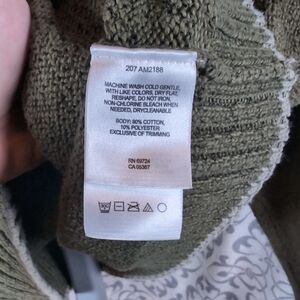 207 AM2188
MACHINE WASH COLD GENTLE,
WITH LIKE COLORS. DRY FLAT,
RESHAPE, DO NOT IRON,
NON-CHLORINE BLEACH WHEN
NEEDED, DRYCLEANABLE
BODY: 90% COTTON,
10% POLYESTER
EXCLUSIVE OF TRIMMING
RN 69724
CA 05367